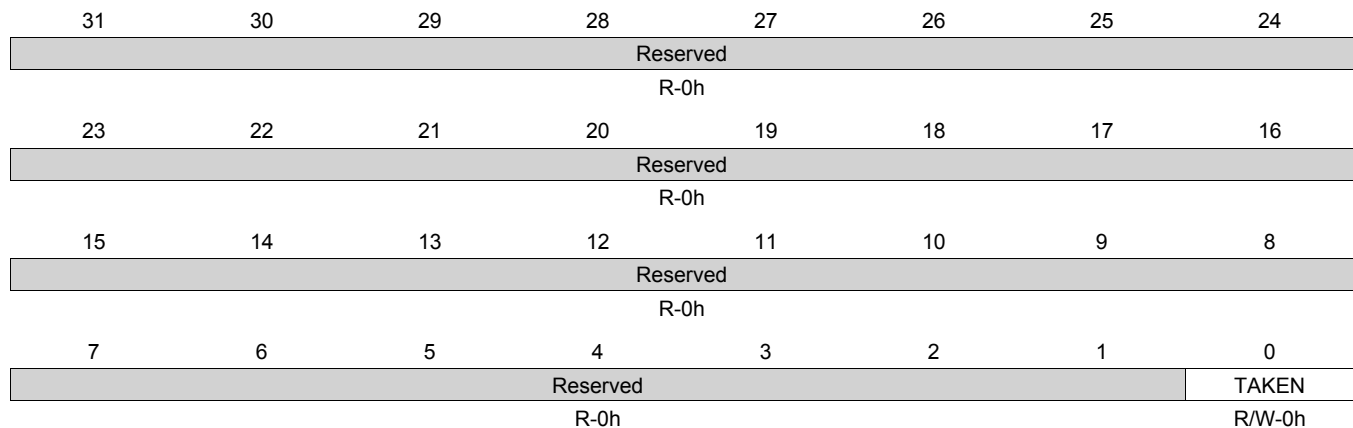 31 30 29 28 27 26 25 24
Reserved
R-0h
23 22 21 20 19 18 17 16
Reserved
R-0h
15 14 13 12 11 10 9 8
Reserved
R-0h
7 6 5 4 3 2 1 0
Reserved TAKEN
R-0h R/W-0h